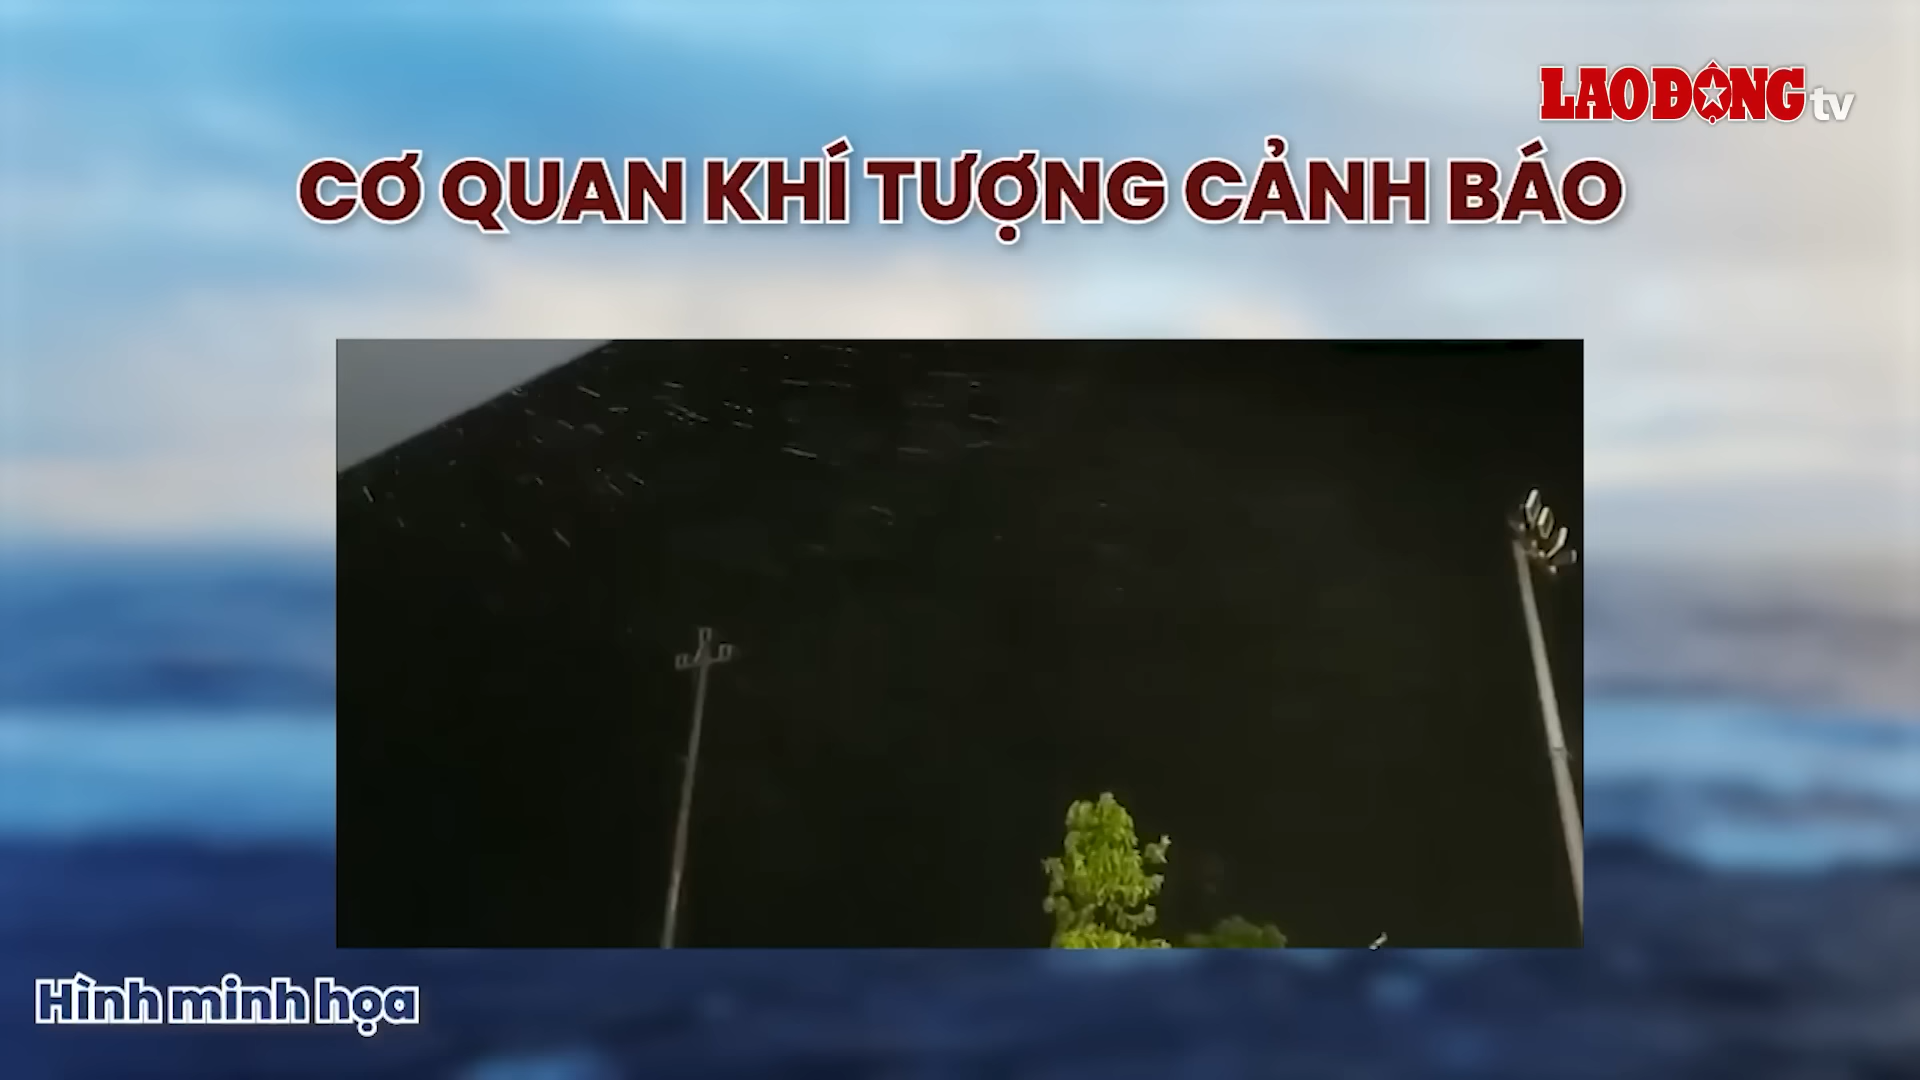 LAO ĐỘNG tv
CƠ QUAN KHÍ TƯỢNG CẢNH BÁO
Hình minh họa